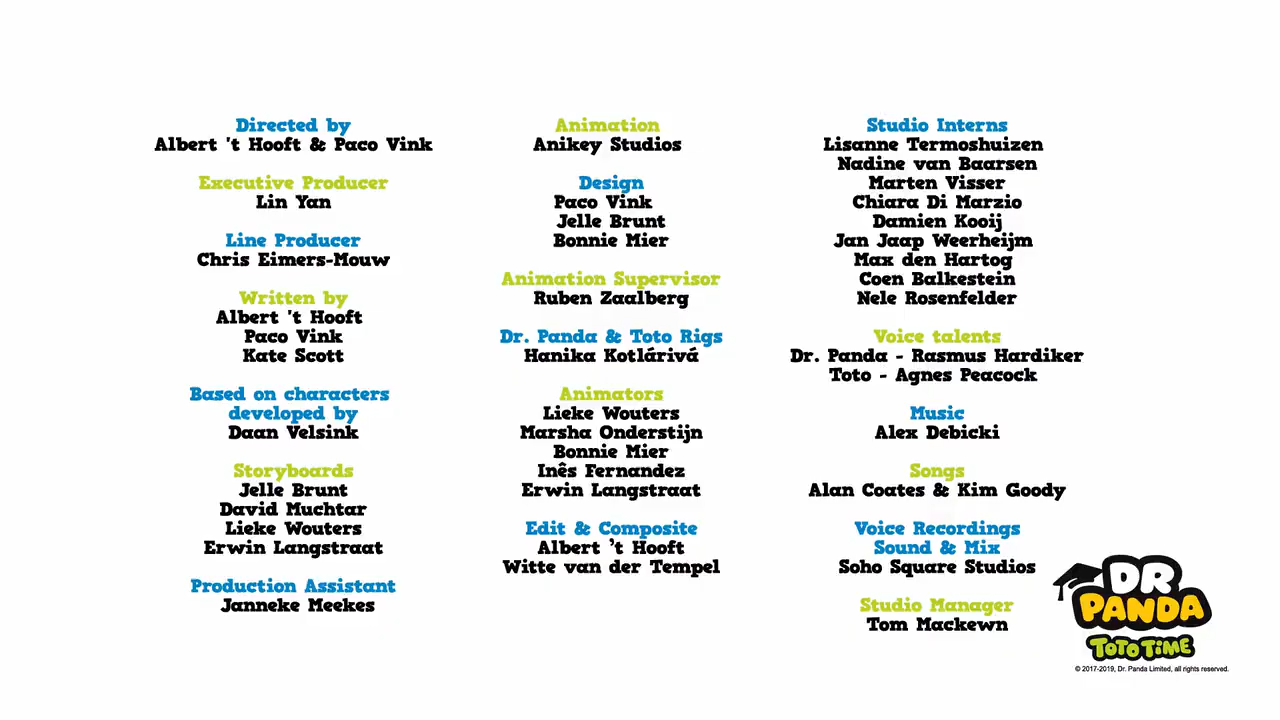 Directed by
Albert 't Hooft & Paco Vink
Executive Producer
Lin Yan
Line Producer
Chris Eimers-Mouw
Written by
Albert 't Hooft
Paco Vink
Kate Scott
Based on characters
developed by
Daan Velsink
Storyboards
Jelle Brunt
David Muchtar
Lieke Wouters
Erwin Langstraat
Production Assistant
Janneke Meekes
Animation
Anikey Studios
Design
Paco Vink
Jelle Brunt
Bonnie Mier
Animation Supervisor
Ruben Zaalberg
Dr. Panda & Toto Rigs
Hanika Kotlárivá
Animators
Lieke Wouters
Marsha Onderstijn
Bonnie Mier
Inês Fernandez
Erwin Langstraat
Edit & Composite
Albert ’t Hooft
Witte van der Tempel
Studio Interns
Lisanne Termoshuizen
Nadine van Baarsen
Marten Visser
Chiara Di Marzio
Damien Kooij
Jan Jaap Weerheijm
Max den Hartog
Coen Balkestein
Nele Rosenfelder
Voice talents
Dr. Panda - Rasmus Hardiker
Toto - Agnes Peacock
Music
Alex Debicki
Songs
Alan Coates & Kim Goody
Voice Recordings
Sound & Mix
Soho Square Studios
Studio Manager
Tom Mackewn
DR
PANDA
TOTO TIME
© 2017-2019, Dr. Panda Limited, all rights reserved.